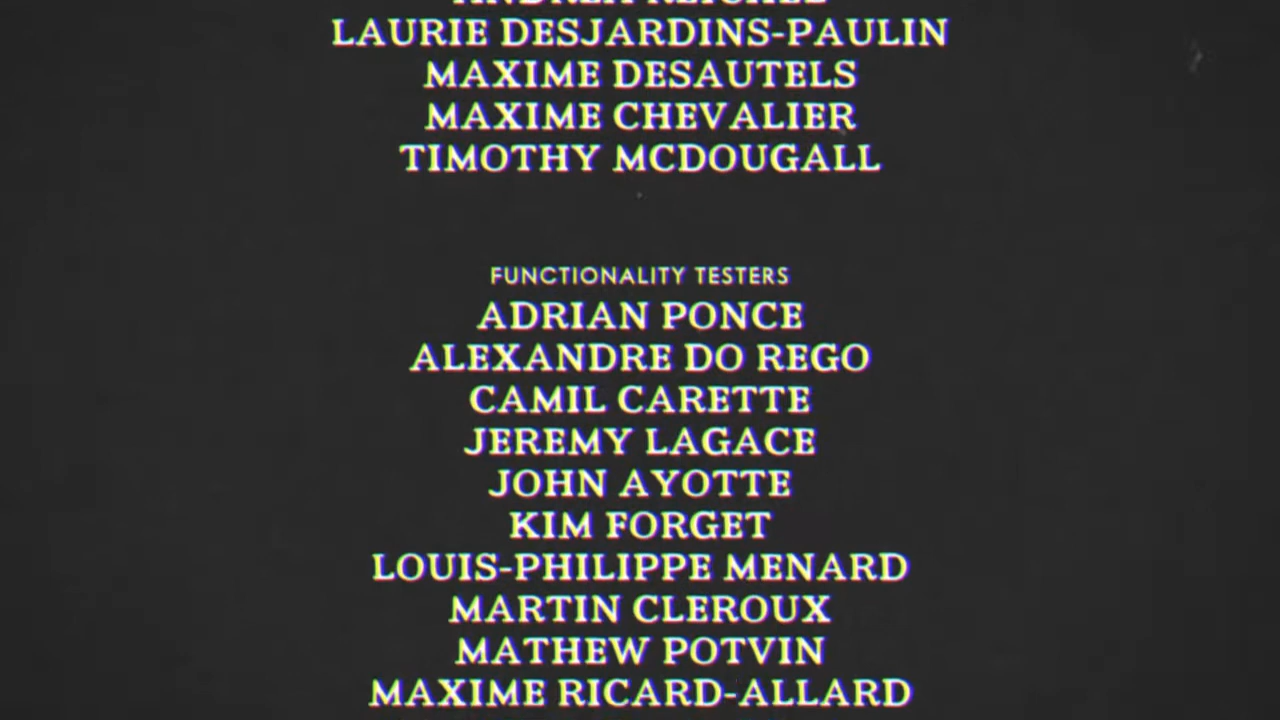 LAURIE DESJARDINS-PAULIN
MAXIME DESAUTELS
MAXIME CHEVALIER
TIMOTHY MCDOUGALL
FUNCTIONALITY TESTERS
ADRIAN PONCE
ALEXANDRE DO REGO
CAMIL CARETTE
JEREMY LAGACE
JOHN AYOTTE
KIM FORGET
LOUIS-PHILIPPE MENARD
MARTIN CLEROUX
MATHEW POTVIN
MAXIME RICARD-ALLARD